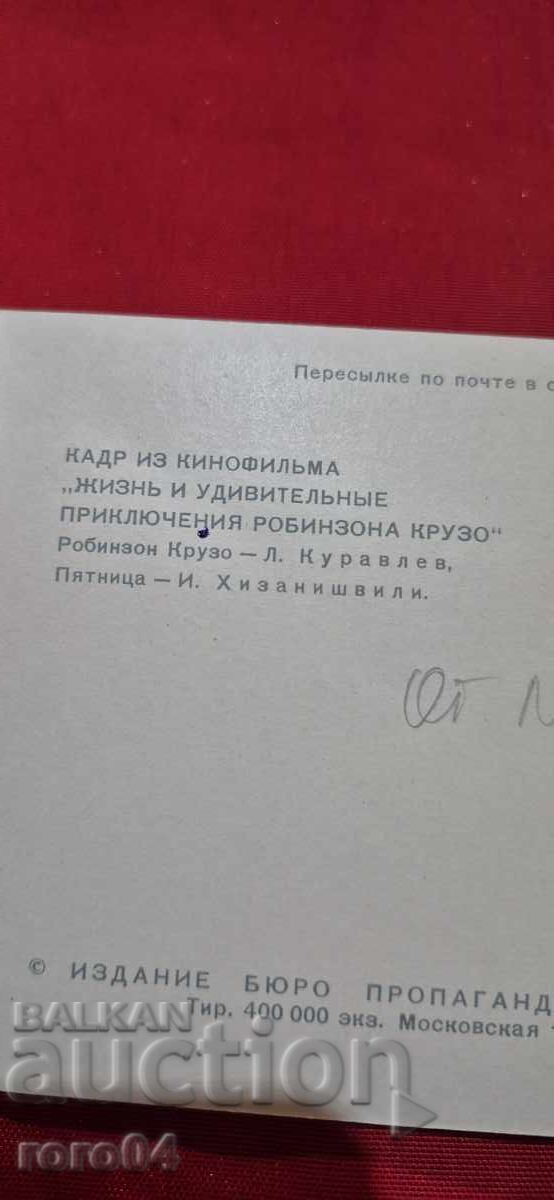 Пересылке по почте в
КАДР ИЗ КИНОФИЛЬМА
„ЖИЗНЬ И УДИВИТЕЛЬНЫЕ
ПРИКЛЮЧЕНИЯ РОБИНЗОНА КРУЗО“
Робинзон Крузо — Л. Куравлев,
Пятница — И. Хизанишвили.
От
© ИЗДАНИЕ БЮРО ПРОПАГАНД
Тир. 400 000 экз. Московская
BALKAN
auction
roro04